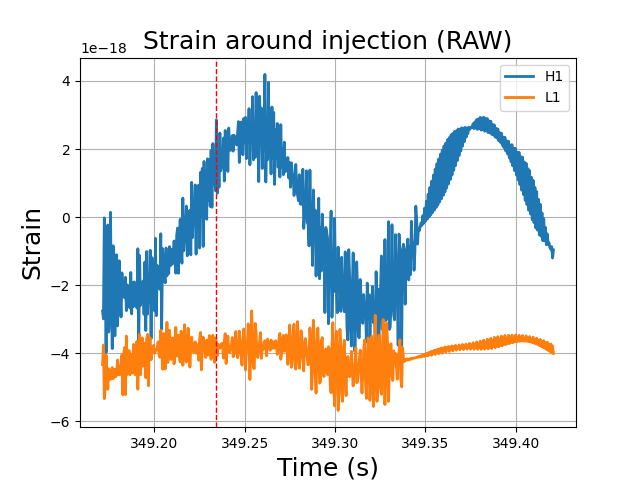 Strain around injection (RAW)
1e−18
H1
L1
4
2
0
−2
−4
−6
Strain
349.20 349.25 349.30 349.35 349.40
Time (s)